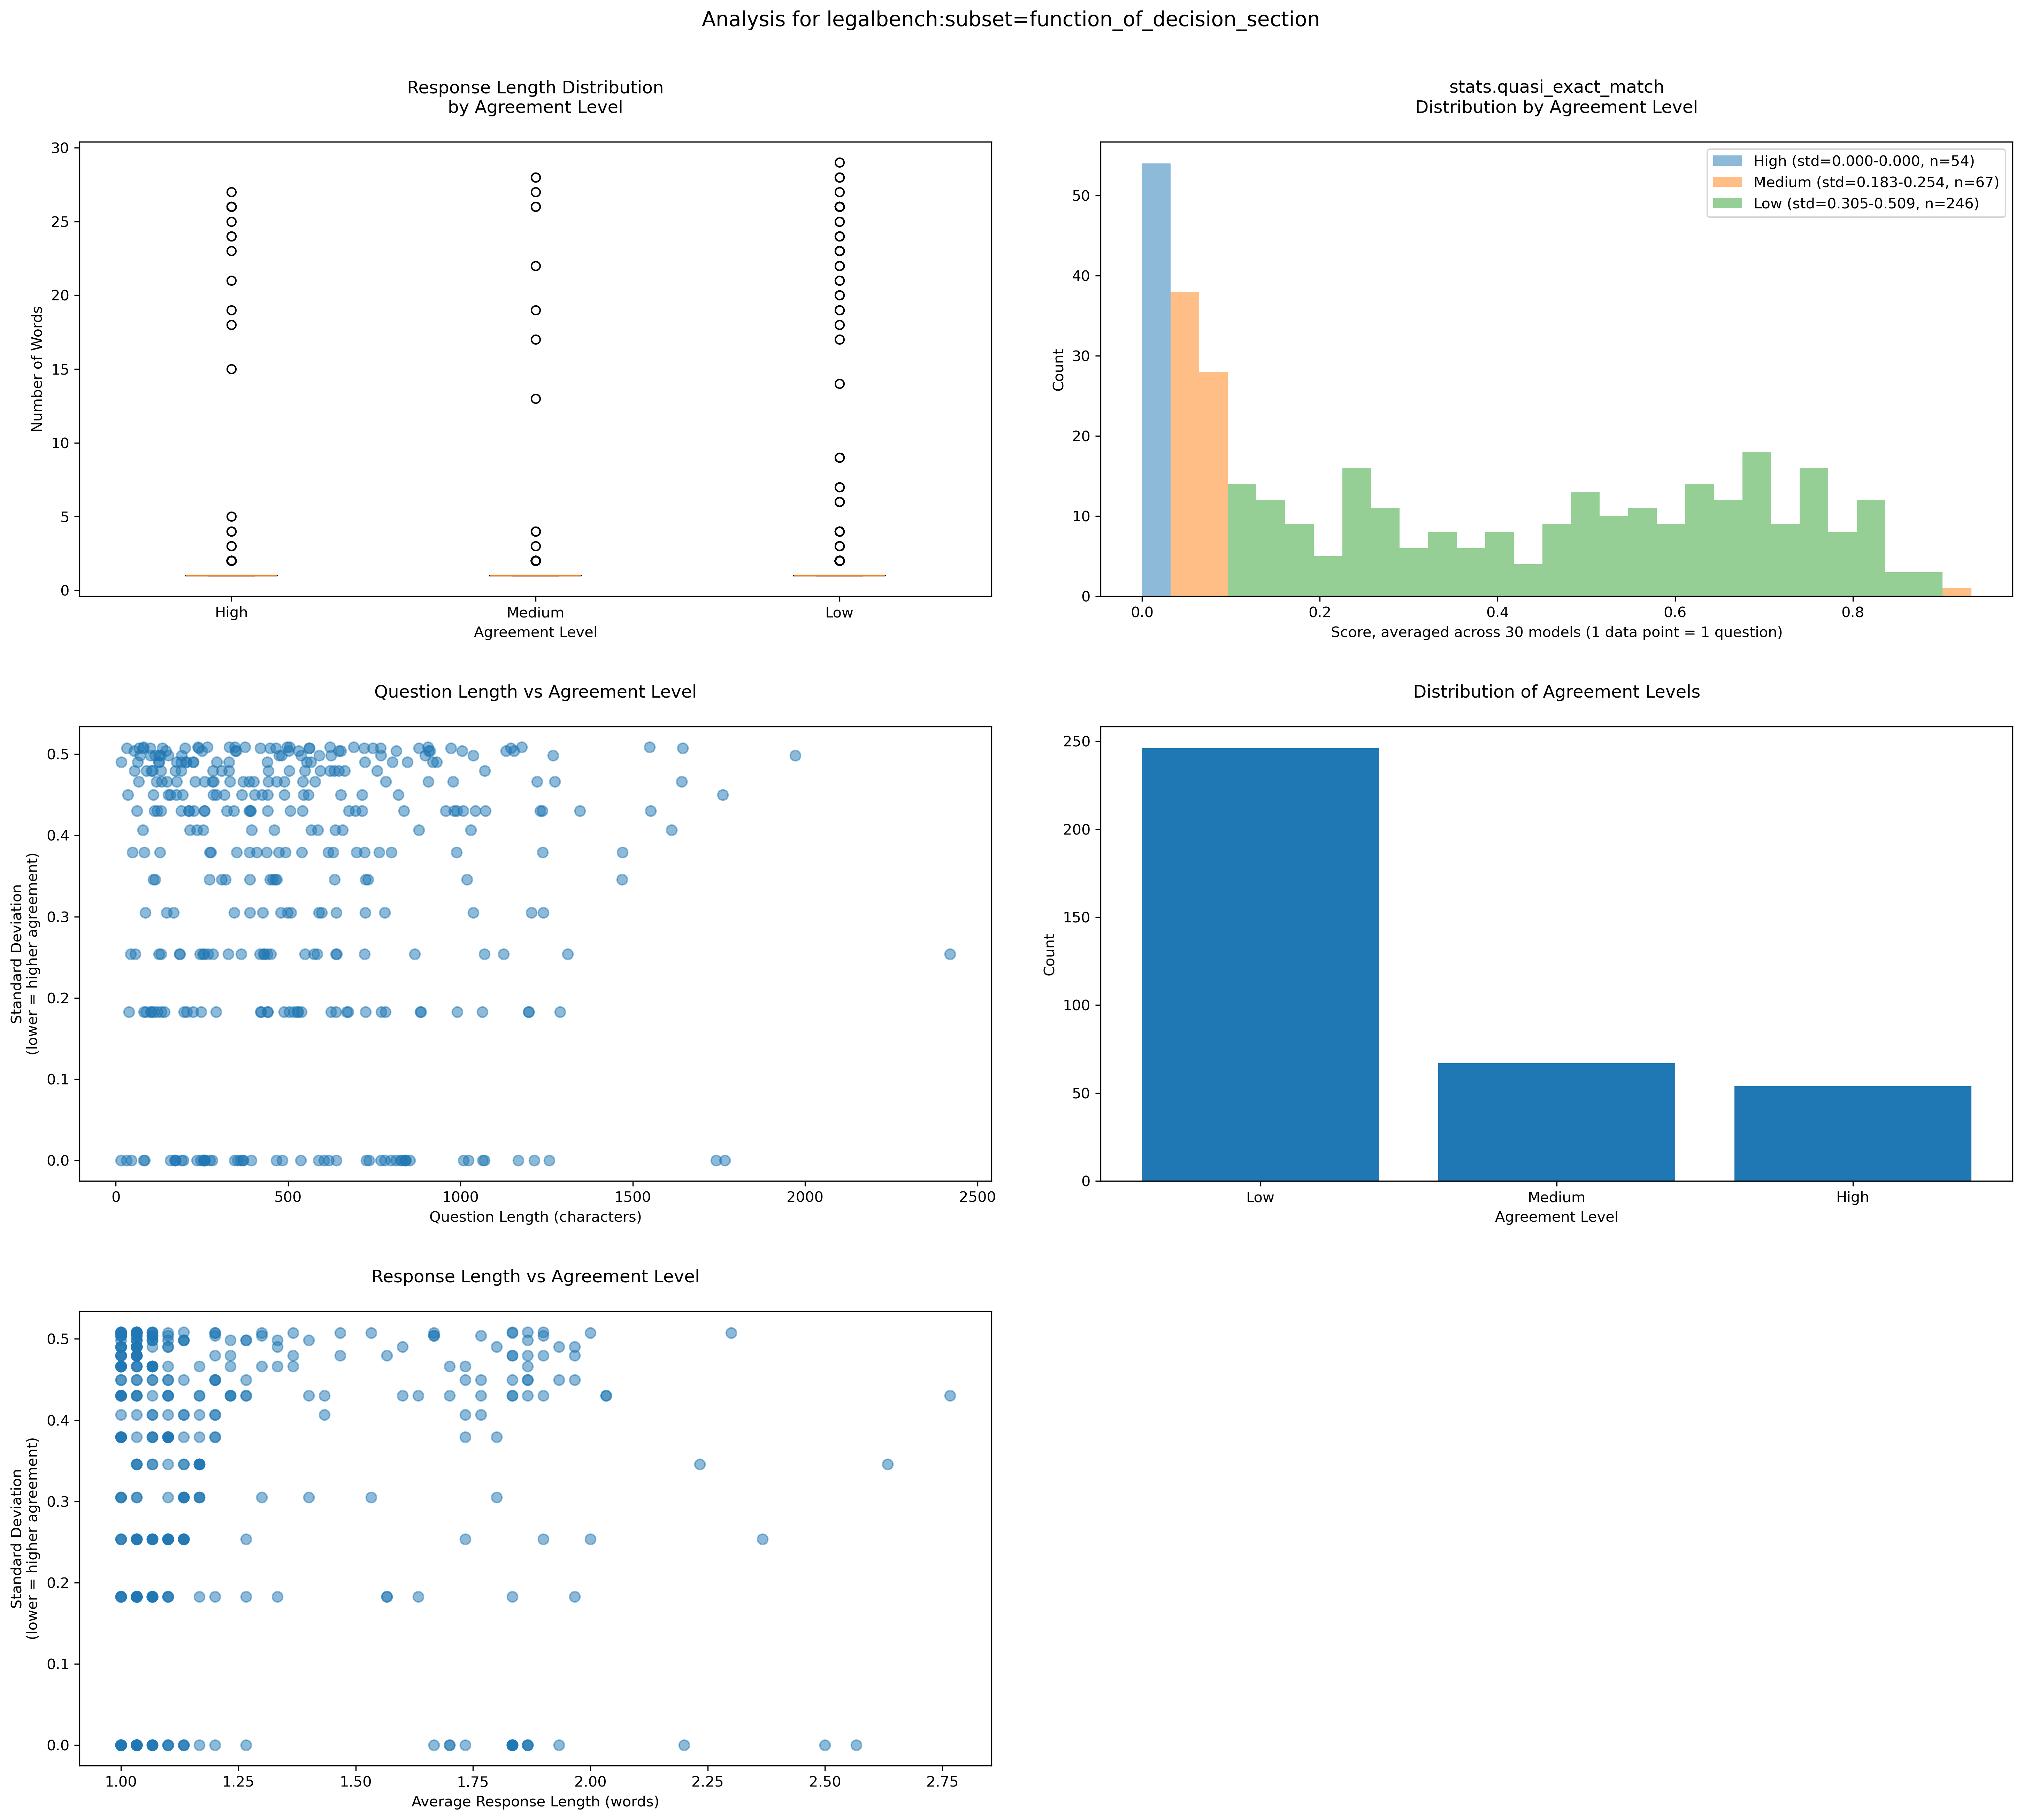 Analysis for legalbench:subset=function_of_decision_section
Response Length Distribution
by Agreement Level
Number of Words
30
25
20
15
10
5
0
High
Medium
Low
Agreement Level
stats.quasi_exact_match
Distribution by Agreement Level
High (std=0.000-0.000, n=54)
Medium (std=0.183-0.254, n=67)
Low (std=0.305-0.509, n=246)
Count
50
40
30
20
10
0
0.0
0.2
0.4
0.6
0.8
Score, averaged across 30 models (1 data point = 1 question)
Question Length vs Agreement Level
Standard Deviation
(lower = higher agreement)
0.5
0.4
0.3
0.2
0.1
0.0
0
500
1000
1500
2000
2500
Question Length (characters)
Distribution of Agreement Levels
Count
250
200
150
100
50
0
Low
Medium
High
Agreement Level
Response Length vs Agreement Level
Standard Deviation
(lower = higher agreement)
0.5
0.4
0.3
0.2
0.1
0.0
1.00
1.25
1.50
1.75
2.00
2.25
2.50
2.75
Average Response Length (words)